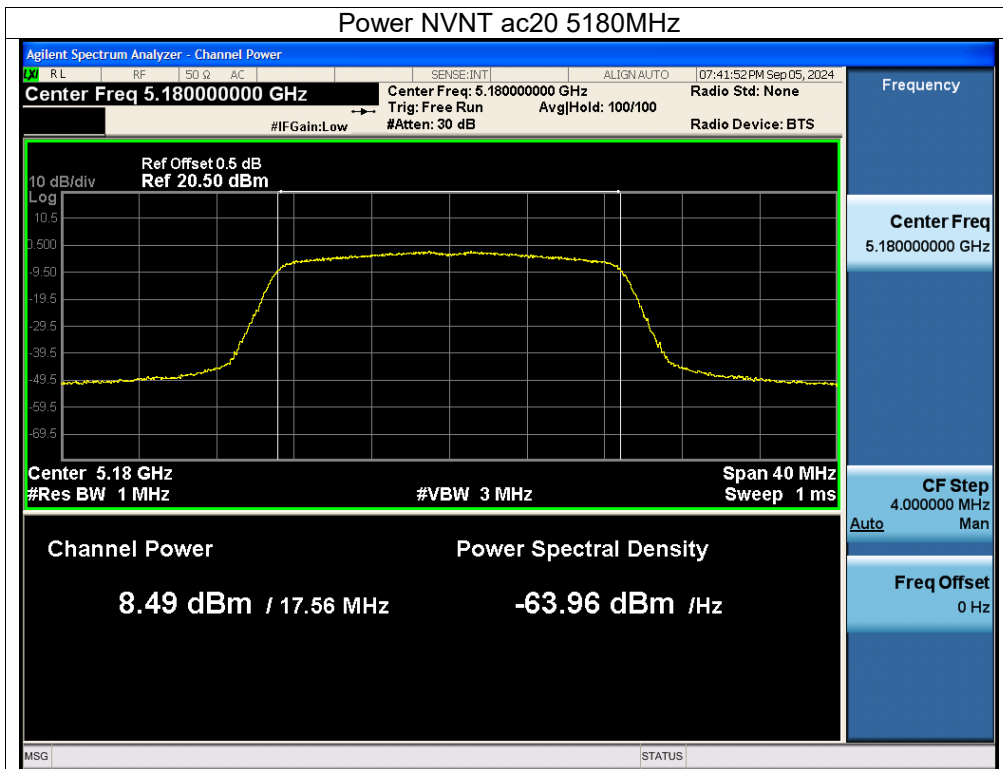 Power NVNT ac20 5180MHz
Agilent Spectrum Analyzer - Channel Power
LXI RL RF 50 Ω AC SENSE:INT ALIGN AUTO 07:41:52 PM Sep 05, 2024
Center Freq 5.180000000 GHz
Center Freq: 5.180000000 GHz Radio Std: None
Trig: Free Run Avg|Hold: 100/100
#IFGain:Low #Atten: 30 dB Radio Device: BTS
Ref Offset 0.5 dB
10 dB/div Ref 20.50 dBm
Log
10.5
0.500
-9.50
-19.5
-29.5
-39.5
-49.5
-59.5
-69.5
Center 5.18 GHz Span 40 MHz
#Res BW 1 MHz #VBW 3 MHz Sweep 1 ms
Channel Power Power Spectral Density
8.49 dBm / 17.56 MHz -63.96 dBm /Hz
Frequency
Center Freq
5.180000000 GHz
CF Step
4.000000 MHz
Auto Man
Freq Offset
0 Hz
MSG STATUS